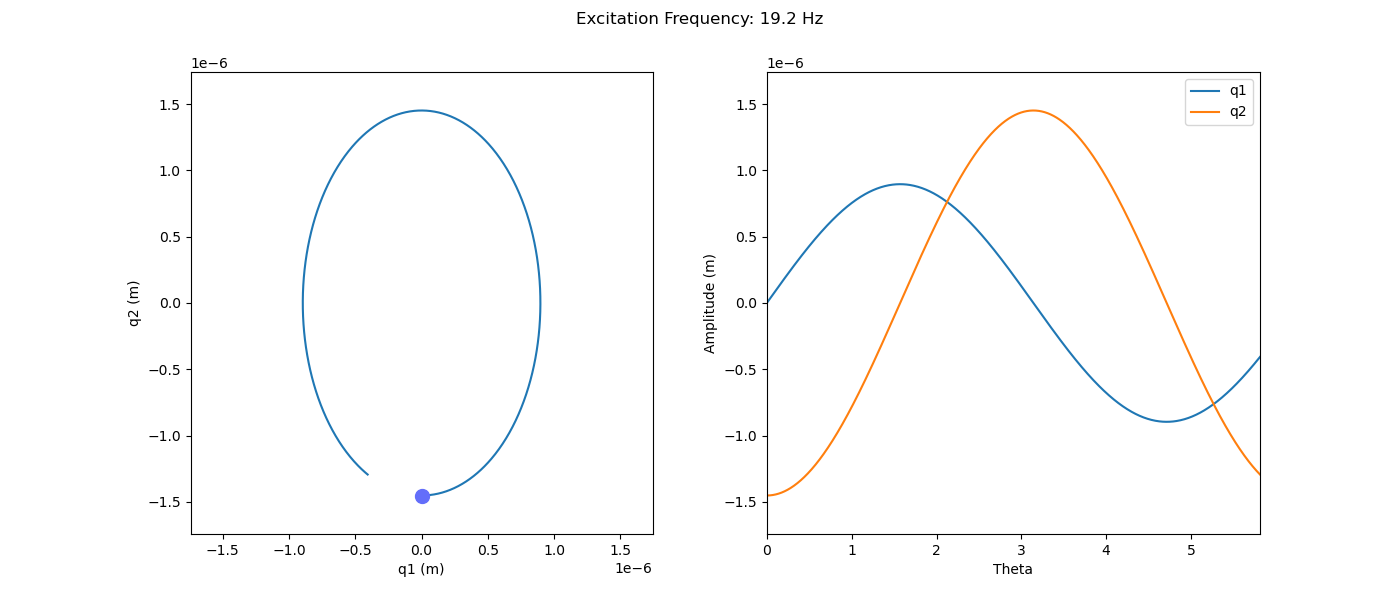 Excitation Frequency: 19.2 Hz
1e−6
1.5
1.0
0.5
0.0
−0.5
−1.0
−1.5
q2 (m)
−1.5 −1.0 −0.5 0.0 0.5 1.0 1.5
q1 (m)
1e−6
1e−6
1.5
1.0
0.5
0.0
−0.5
−1.0
−1.5
Amplitude (m)
0 1 2 3 4 5
Theta
q1
q2